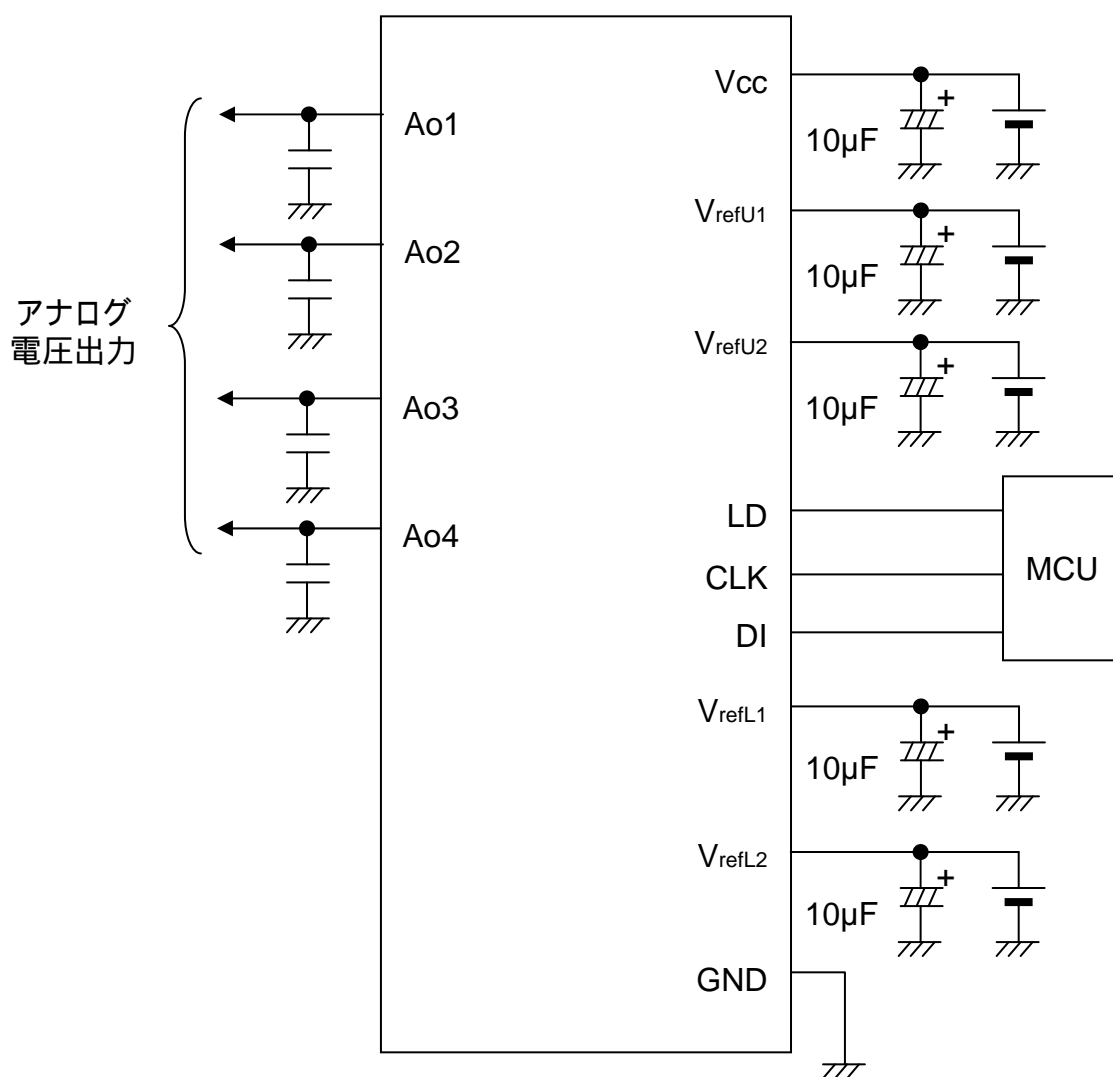 アナログ
電圧出力
Ao1
Ao2
Ao3
Ao4
Vcc
+
10µF
VrefU1
+
10µF
VrefU2
+
10µF
LD
CLK
DI
MCU
VrefL1
+
10µF
VrefL2
+
10µF
GND